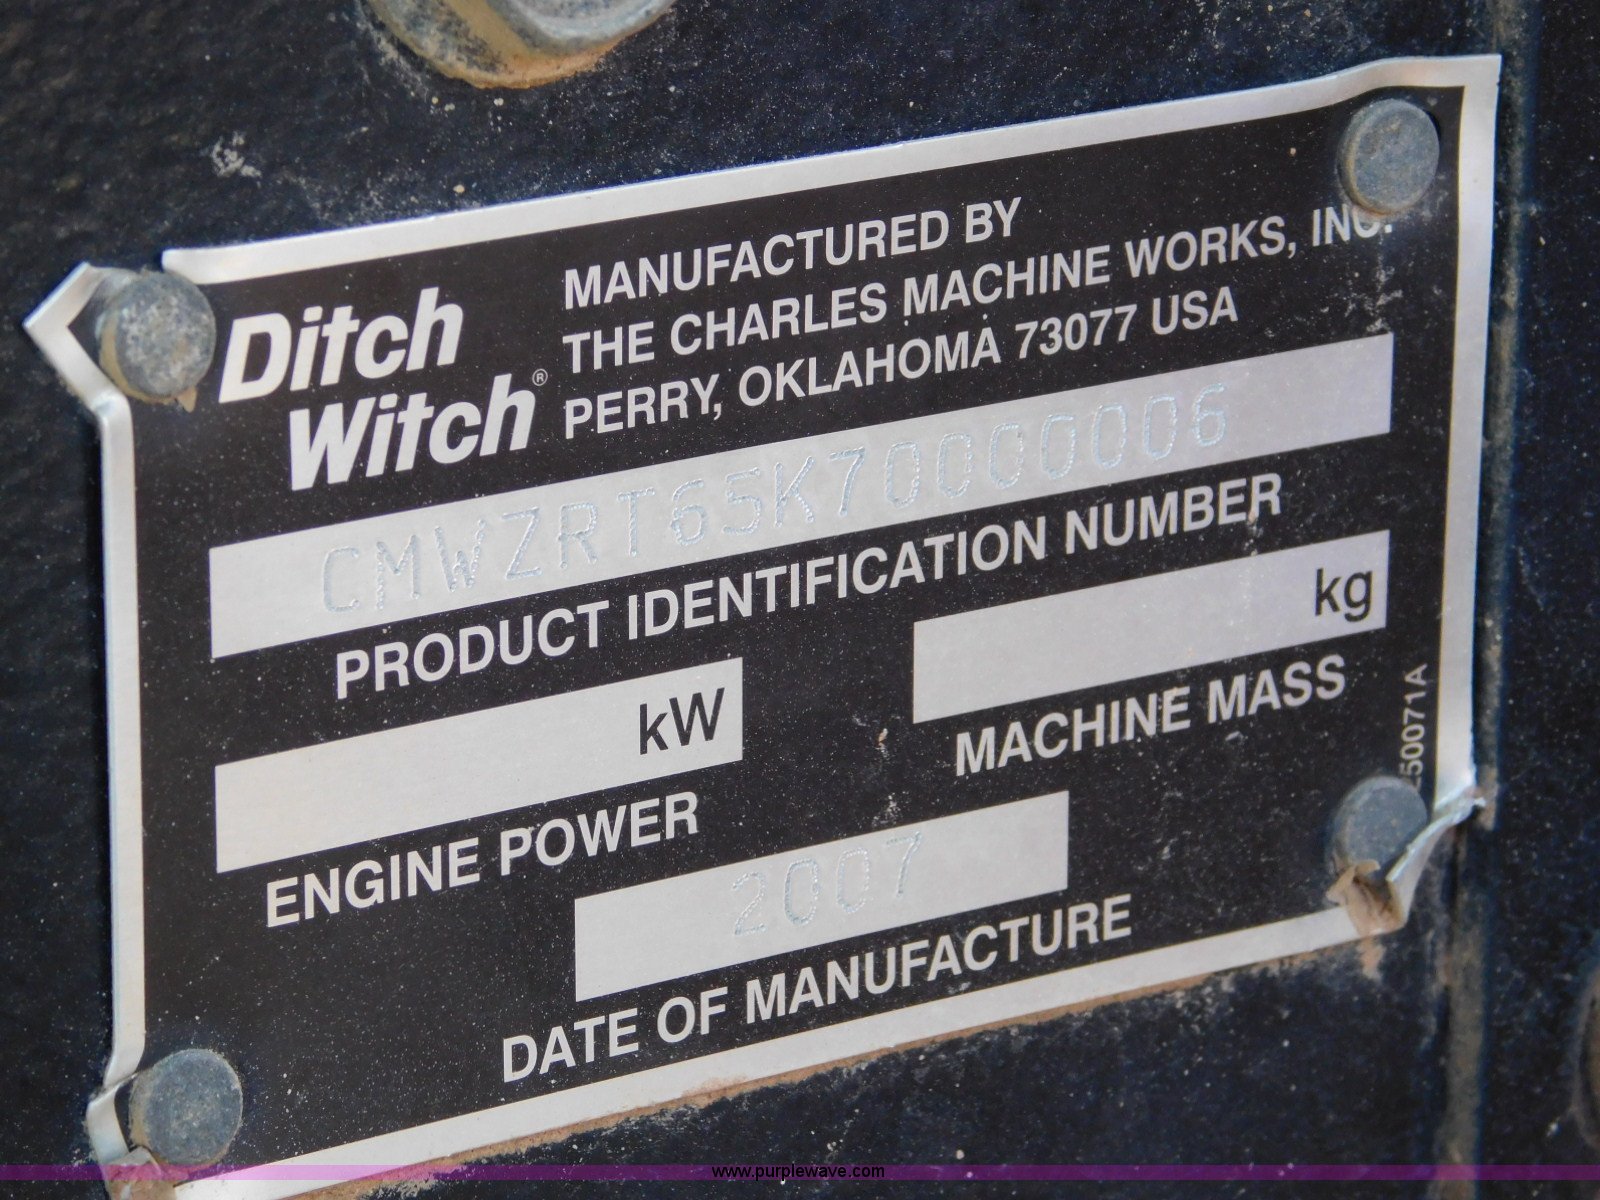 Ditch
Witch®
MANUFACTURED BY
THE CHARLES MACHINE WORKS, INC.
PERRY, OKLAHOMA 73077 USA
CMWZRT65K70000006
PRODUCT IDENTIFICATION NUMBER
kW
ENGINE POWER
kg
MACHINE MASS
2007
DATE OF MANUFACTURE
www.purplewave.com